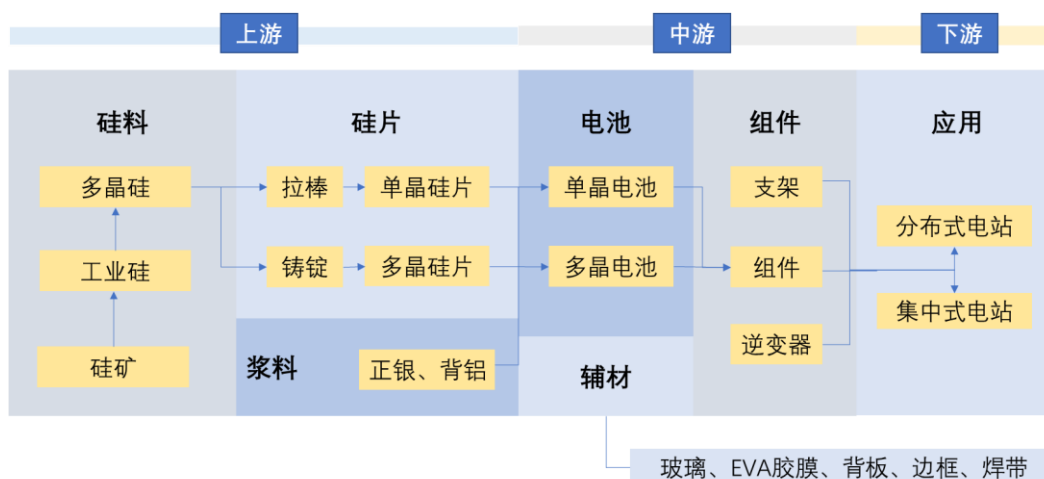 上游
中游
下游
硅料
硅片
电池
组件
应用
多晶硅
拉棒
单晶硅片
单晶电池
支架
分布式电站
工业硅
铸锭
多晶硅片
多晶电池
组件
集中式电站
硅矿
浆料
正银、背铝
辅材
逆变器
玻璃、EVA胶膜、背板、边框、焊带